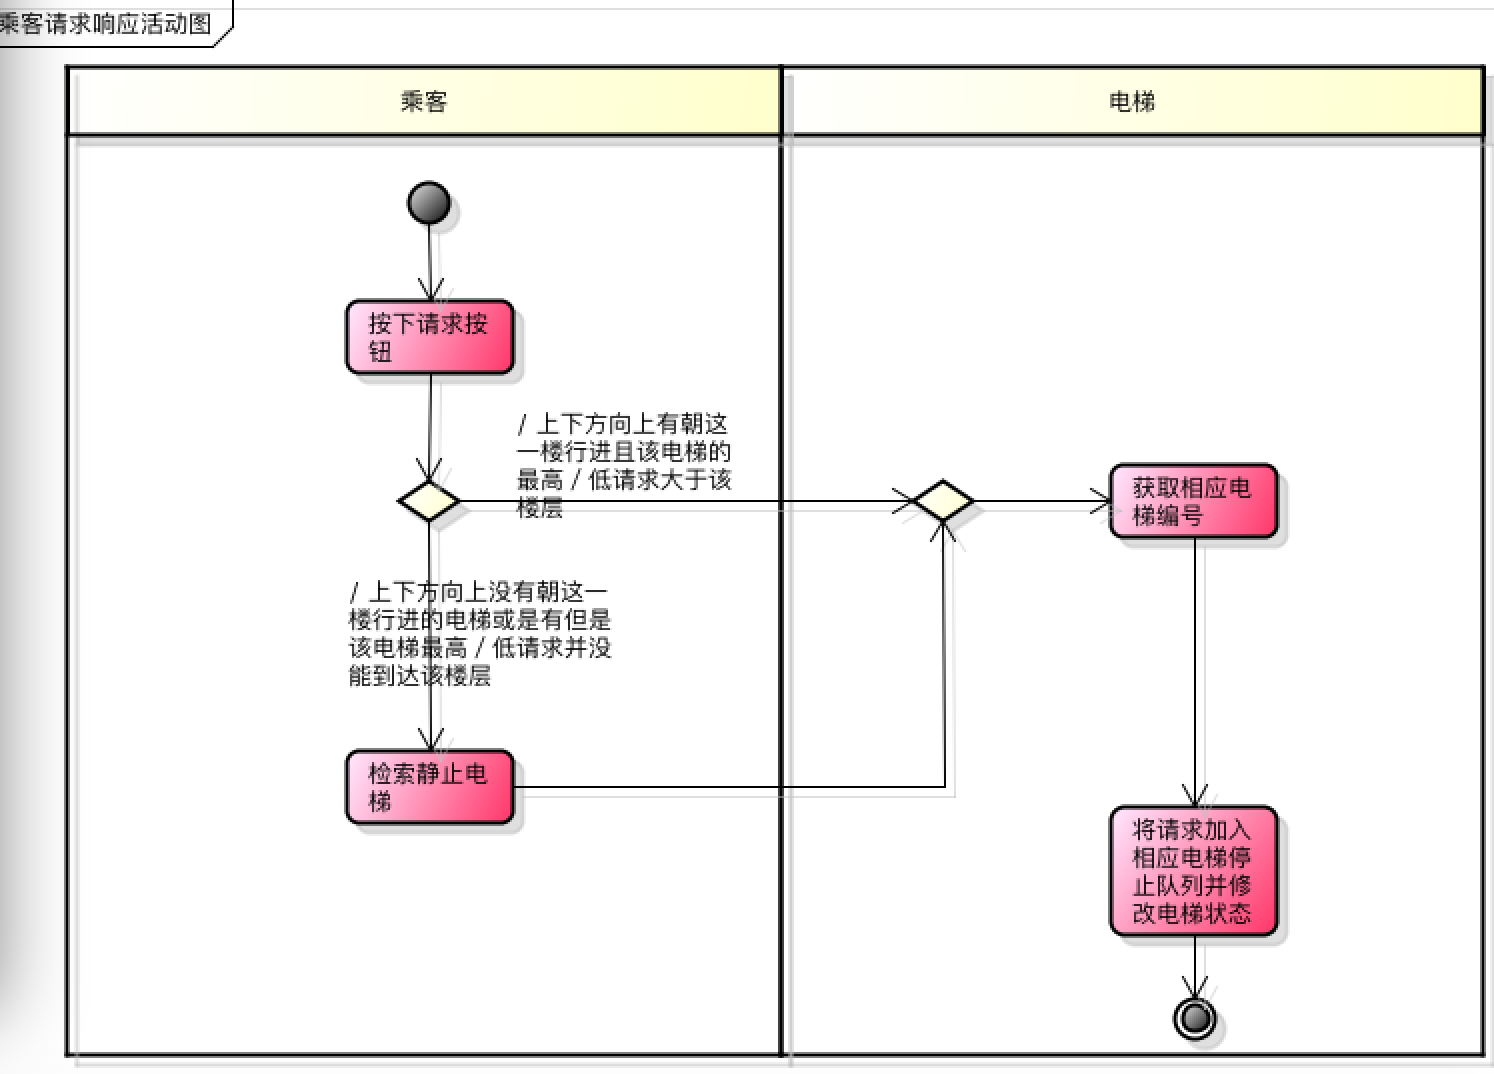 乘客请求响应活动图
乘客
电梯
按下请求按
钮
/ 上下方向上有朝这
一楼行进且该电梯的
最高 / 低请求大于该
楼层
获取相应电
梯编号
/ 上下方向上没有朝这一
楼行进的电梯或是有但是
该电梯最高 / 低请求并没
能到达该楼层
检索静止电
梯
将请求加入
相应电梯停
止队列并修
改电梯状态